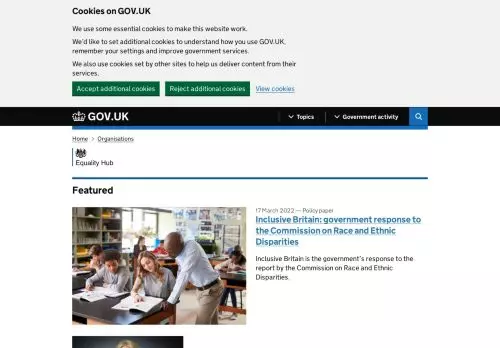 Cookies on GOV.UK
We use some essential cookies to make this website work.
We'd like to set additional cookies to understand how you use GOV.UK,
remember your settings and improve government services.
We also use cookies set by other sites to help us deliver content from their
services.
Accept additional cookies
Reject additional cookies
View cookies
GOV.UK
Topics
Government activity
Home > Organisations
Equality Hub
Featured
17 March 2022 — Policy paper
Inclusive Britain: government response to
the Commission on Race and Ethnic
Disparities
Inclusive Britain is the government's response to the
report by the Commission on Race and Ethnic
Disparities.